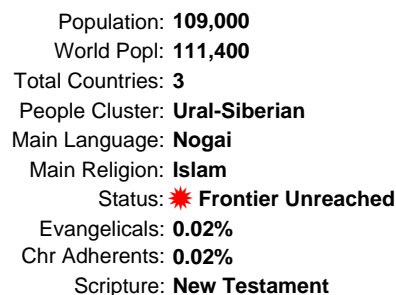 Population: 109,000
World Popl: 111,400
Total Countries: 3
People Cluster: Ural-Siberian
Main Language: Nogai
Main Religion: Islam
Status: Frontier Unreached
Evangelicals: 0.02%
Chr Adherents: 0.02%
Scripture: New Testament